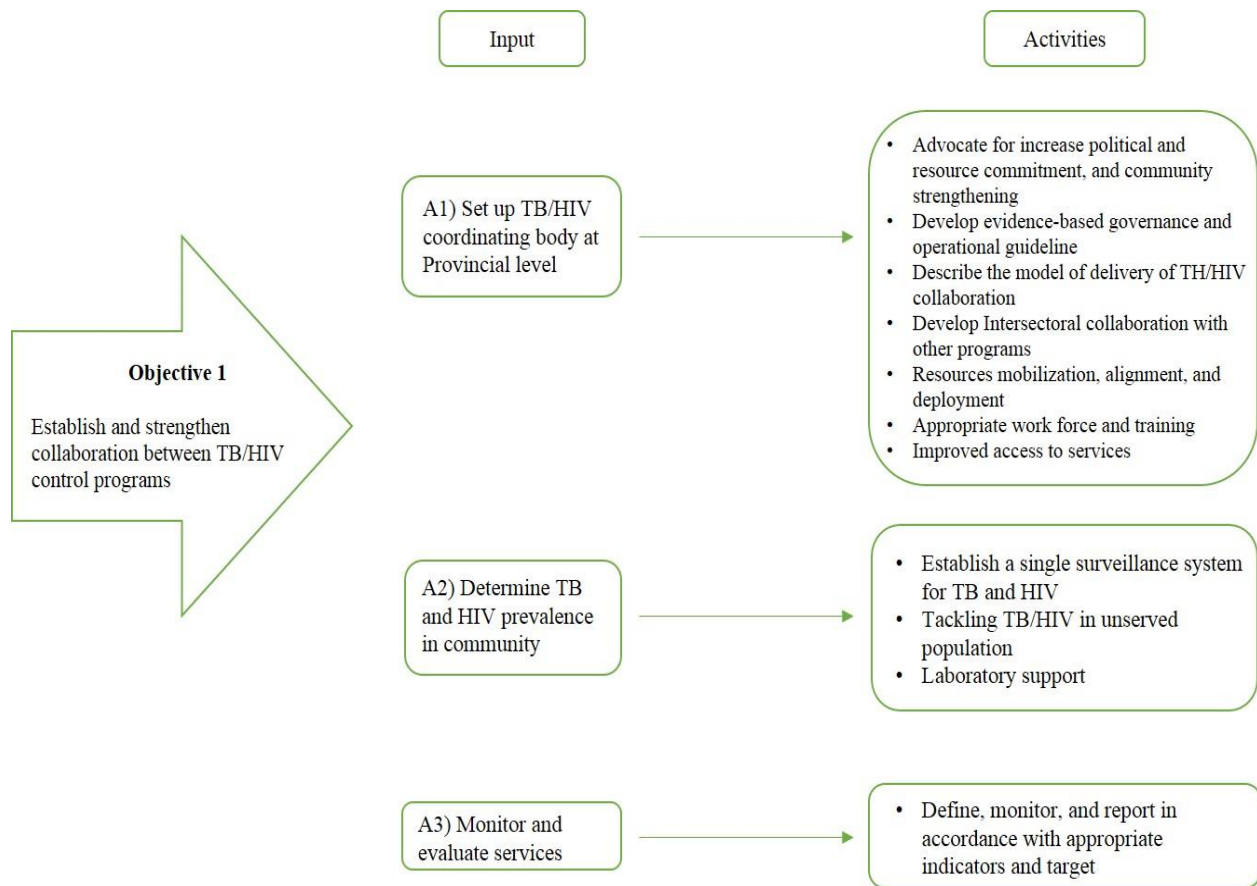 Input
Activities
Objective 1
Establish and strengthen
collaboration between TB/HIV
control programs
A1) Set up TB/HIV
coordinating body at
Provincial level
• Advocate for increase political and
resource commitment, and community
strengthening
• Develop evidence-based governance and
operational guideline
• Describe the model of delivery of TH/HIV
collaboration
• Develop Intersectoral collaboration with
other programs
• Resources mobilization, alignment, and
deployment
• Appropriate work force and training
• Improved access to services
A2) Determine TB
and HIV prevalence
in community
• Establish a single surveillance system
for TB and HIV
• Tackling TB/HIV in unserved
population
• Laboratory support
A3) Monitor and
evaluate services
• Define, monitor, and report in
accordance with appropriate
indicators and target